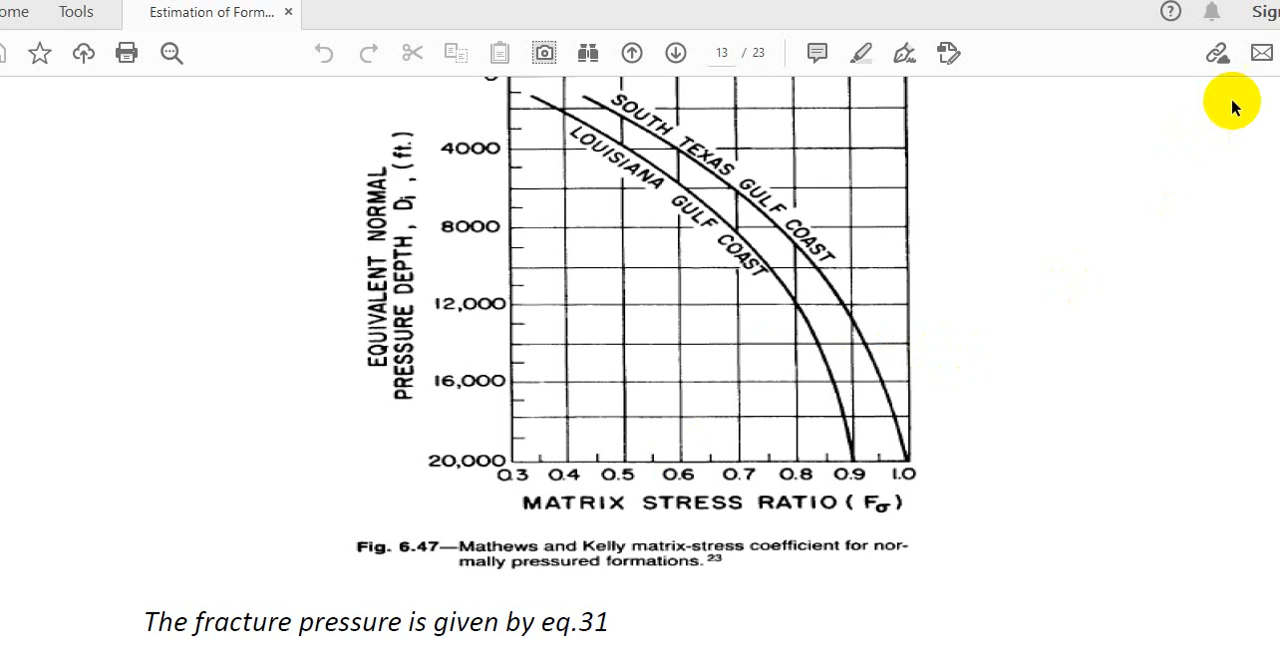 ome Tools Estimation of Form... × Sig
13 / 23
SOUTH TEXAS GULF COAST
LOUISIANA GULF COAST
EQUIVALENT NORMAL
PRESSURE DEPTH, Di, (ft.)
4000
8000
12,000
16,000
20,000
0.3 0.4 0.5 0.6 0.7 0.8 0.9 1.0
MATRIX STRESS RATIO ( Fσ )
Fig. 6.47—Mathews and Kelly matrix-stress coefficient for nor-
mally pressured formations. 23
The fracture pressure is given by eq.31